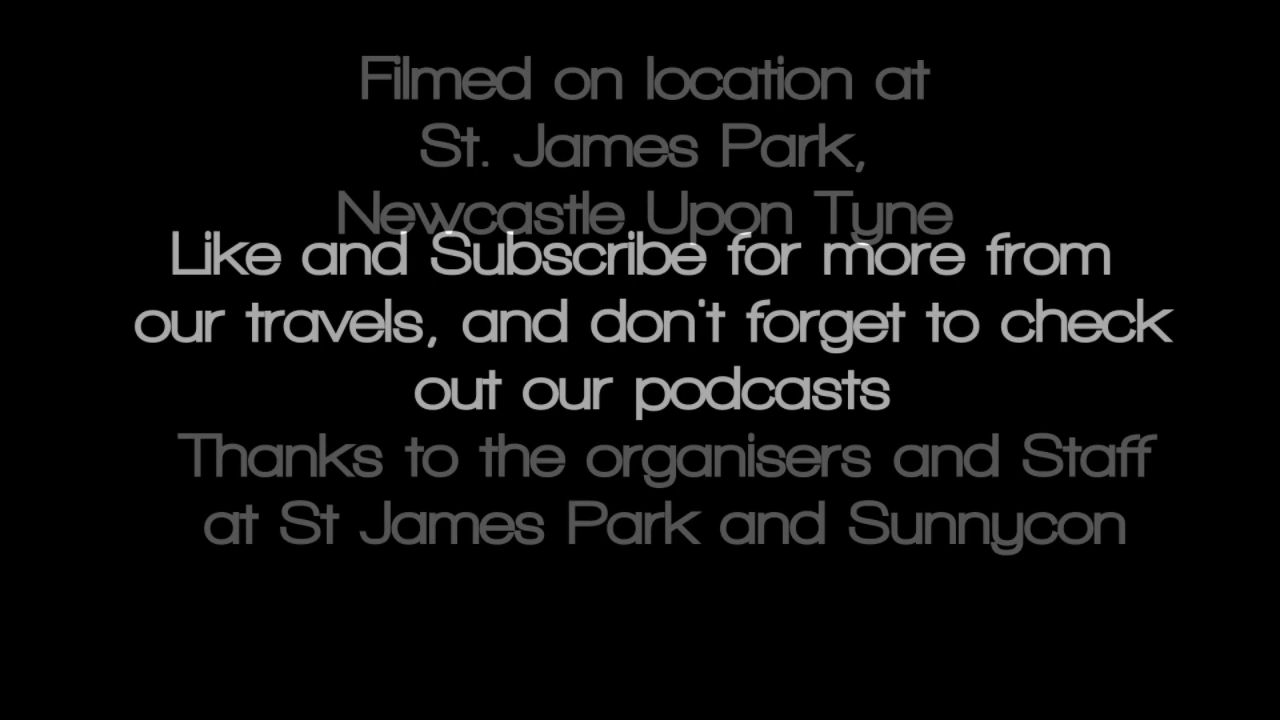 Filmed on location at
St. James Park,
Newcastle Upon Tyne
Like and Subscribe for more from
our travels, and don't forget to check
out our podcasts
Thanks to the organisers and Staff
at St James Park and Sunnycon